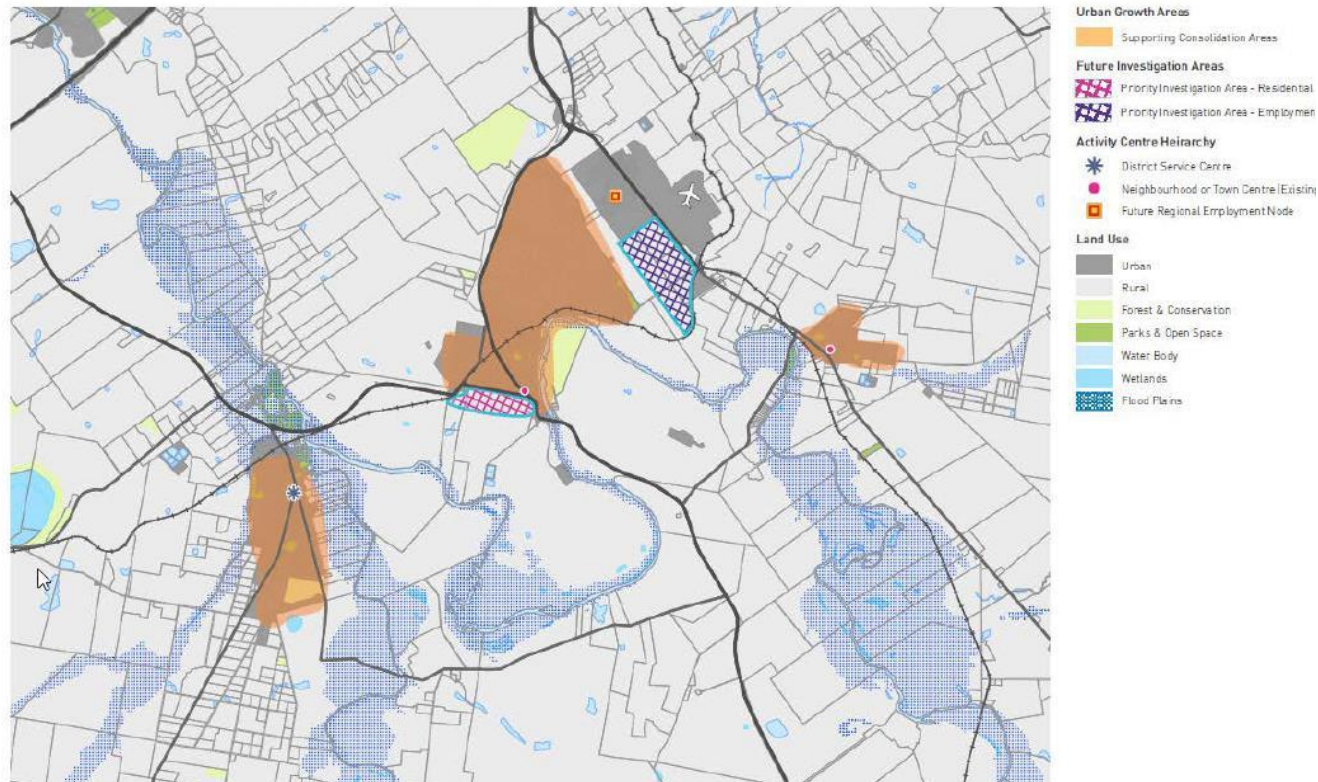 Urban Growth Areas
Supporting Consolidation Areas
Future Investigation Areas
Priority Investigation Area - Residential
Priority Investigation Area - Employmen
Activity Centre Heirarchy
District Service Centre
Neighbourhood or Town Centre (Existing
Future Regional Employment Node
Land Use
Urban
Rural
Forest & Conservation
Parks & Open Space
Water Body
Wetlands
Flood Plains